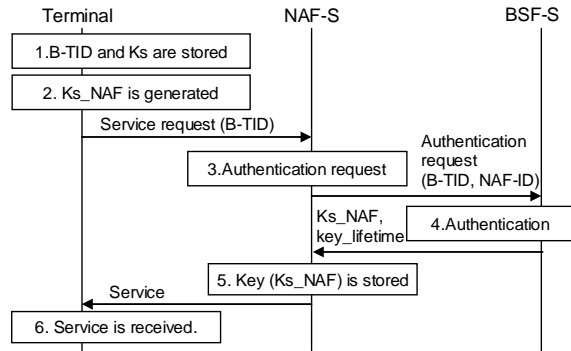 Terminal NAF-S BSF-S
1.B-TID and Ks are stored
2. Ks_NAF is generated
Service request (B-TID)
3.Authentication request
Authentication
request
(B-TID, NAF-ID)
Ks_NAF,
key_lifetime
4.Authentication
5. Key (Ks_NAF) is stored
Service
6. Service is received.